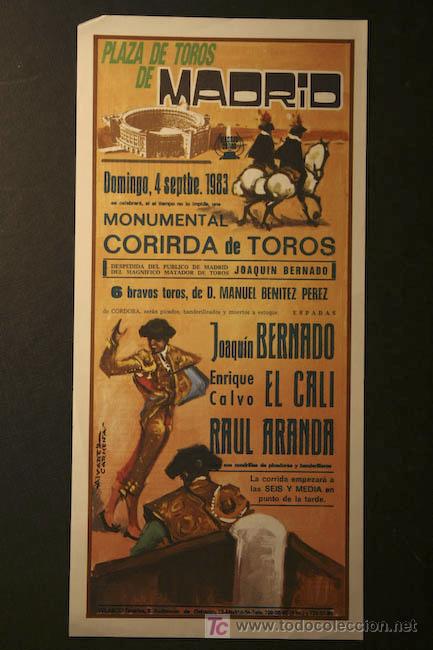 PLAZA DE TOROS
DE MADRID
Domingo, 4 septbe. 1983
se celebrará, si el tiempo no lo impide, una
MONUMENTAL
CORIRDA de TOROS
DESPEDIDA DEL PUBLICO DE MADRID
DEL MAGNIFICO MATADOR DE TOROS JOAQUIN BERNADO
6 bravos toros, de D. MANUEL BENITEZ PEREZ
de CORDOBA, serán picados, banderilleados y muertos a estoque. ESPADAS
Joaquín BERNADO
Enrique Calvo EL CALI
RAUL ARANDA
con cuadrillas de picadores y banderilleros
La corrida empezará a
las SEIS Y MEDIA en
punto de la tarde.
ALVAREZ
CARMENA
TC www.todocoleccion.net